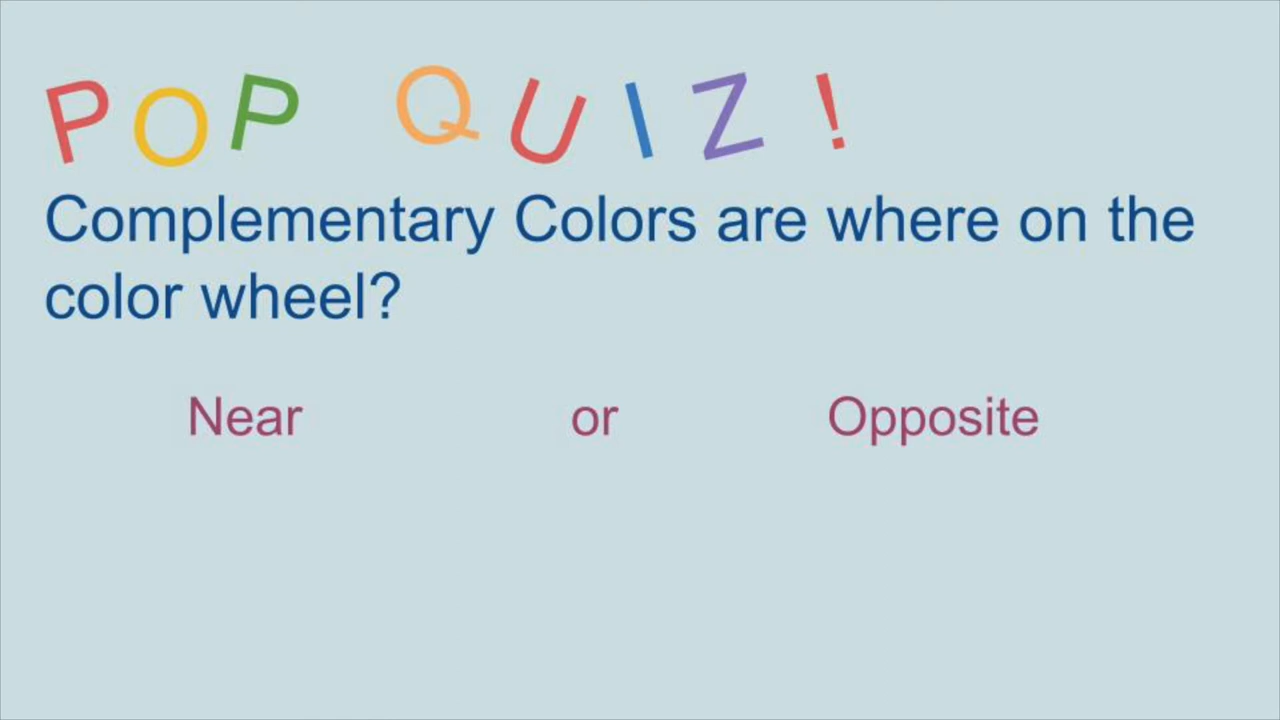 POP QUIZ!
Complementary Colors are where on the
color wheel?
Near or Opposite